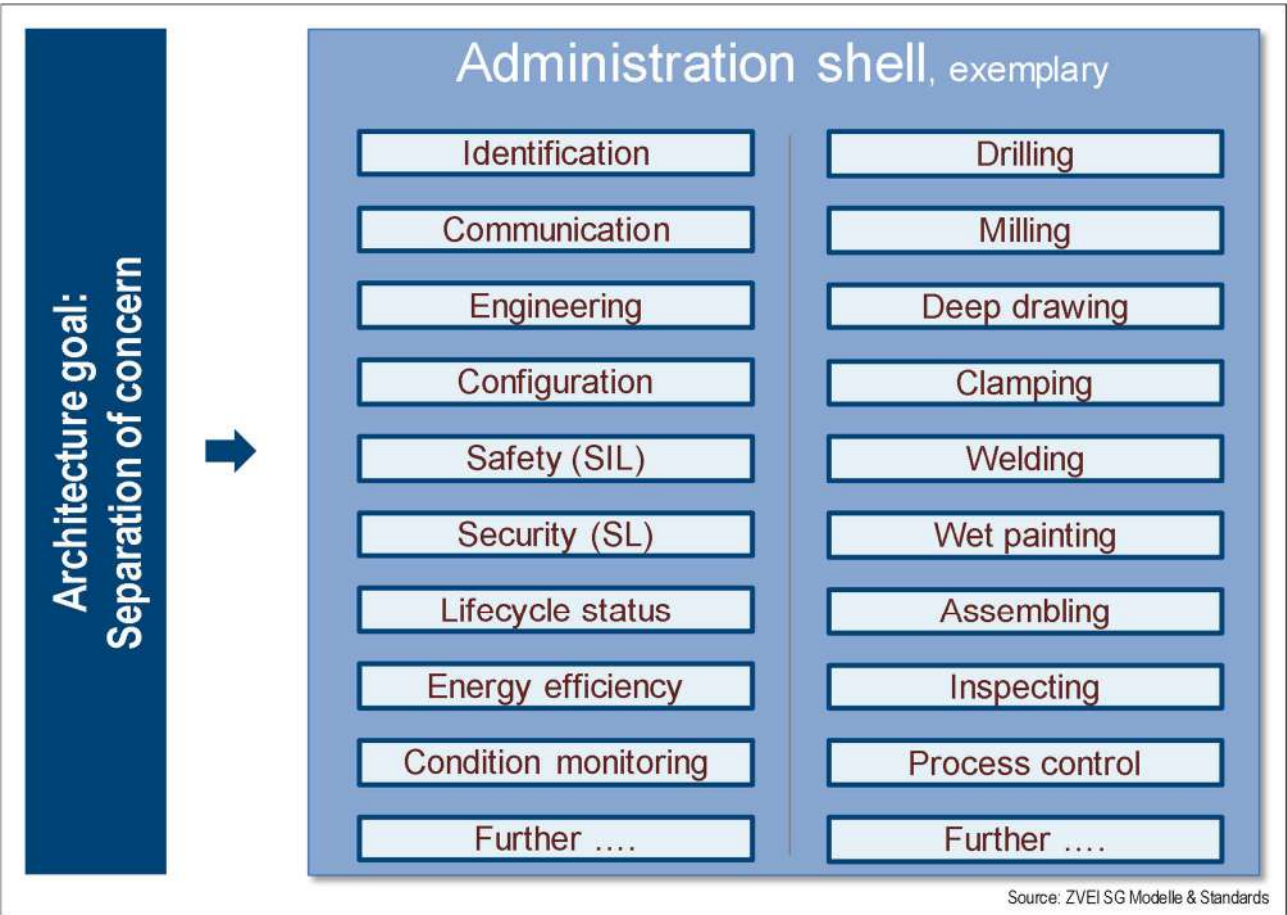 Architecture goal:
Separation of concern
Administration shell, exemplary
Identification
Communication
Engineering
Configuration
Safety (SIL)
Security (SL)
Lifecycle status
Energy efficiency
Condition monitoring
Further ....
Drilling
Milling
Deep drawing
Clamping
Welding
Wet painting
Assembling
Inspecting
Process control
Further ....
Source: ZVEI SG Modelle & Standards